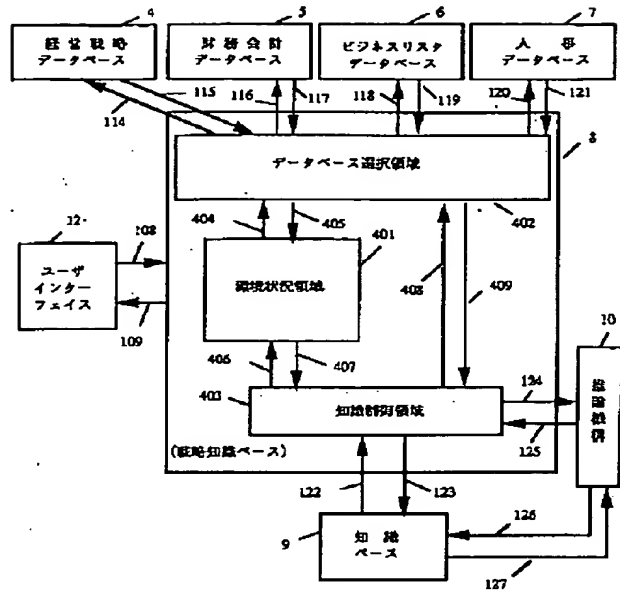 4
5
6
7
経営戦略
データベース
財務会計
データベース
ビジネスリスク
データベース
人事
データベース
114
115
116
117
118
119
120
121
8
データベース選択領域
404
405
401
402
12
108
ユーザ
インター
フェイス
109
環境状況領域
408
409
10
406
407
403
知識制御領域
124
125
推論機構
(戦略知識ベース)
122
123
9
知識
ベース
126
127